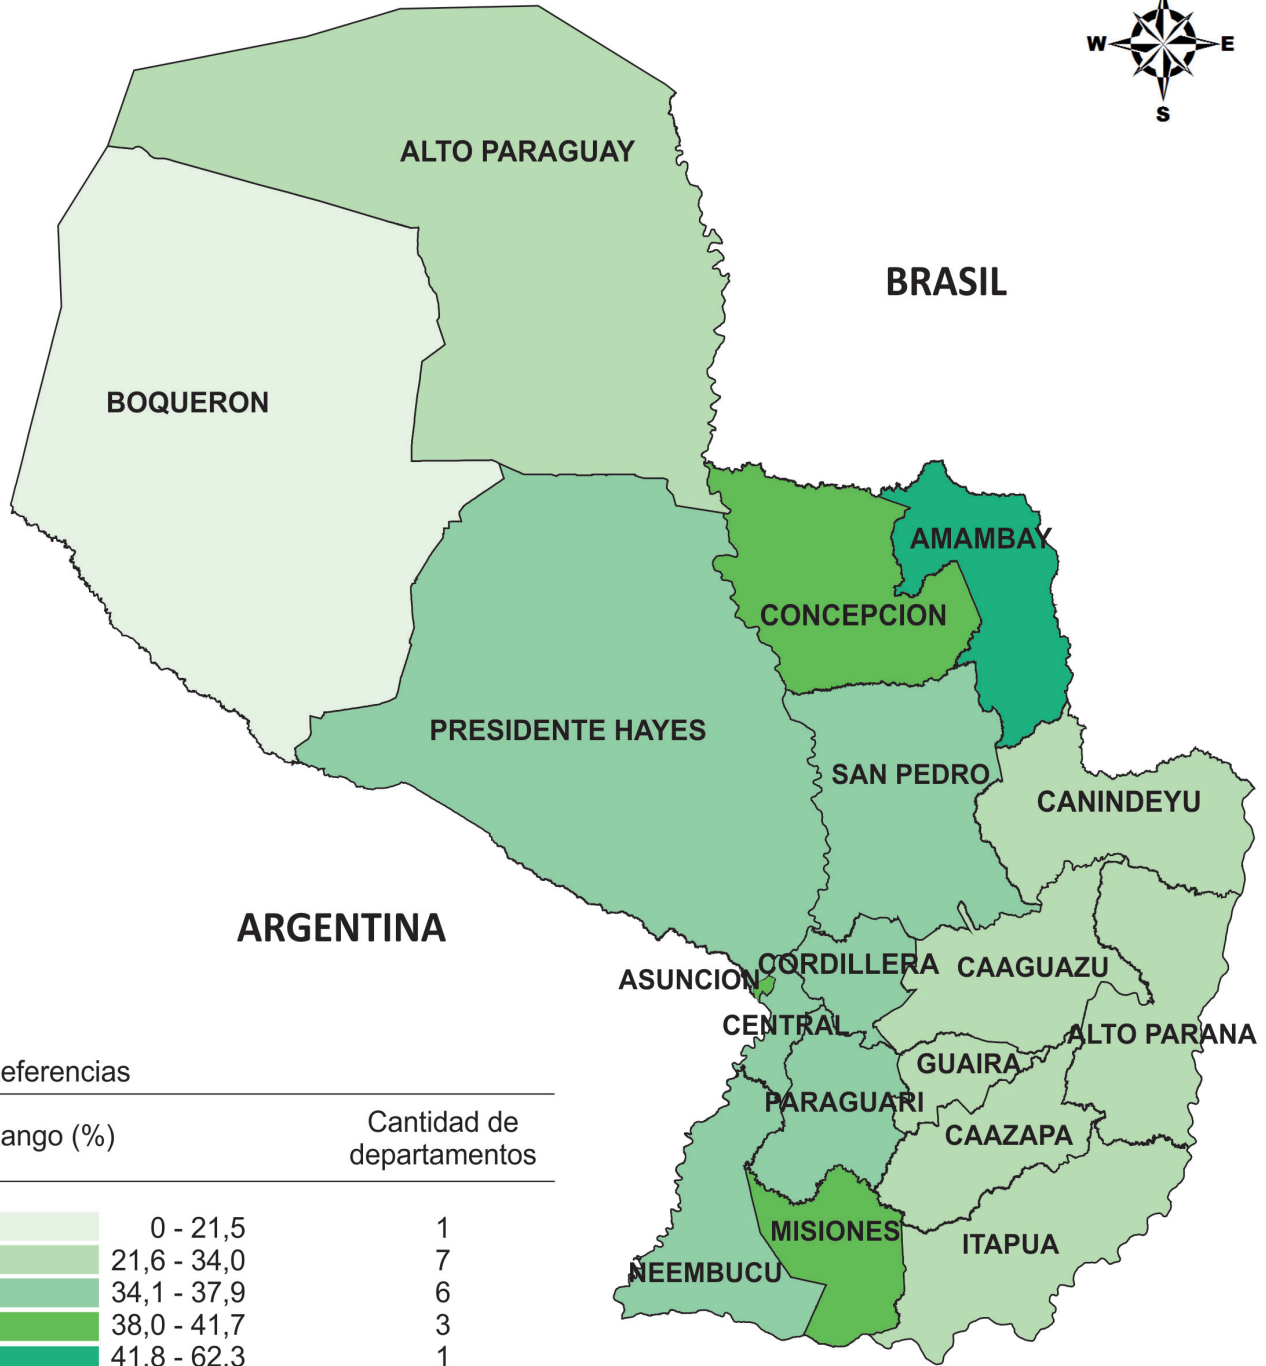 W E
S
ALTO PARAGUAY
BRASIL
BOQUERON
AMAMBAY
CONCEPCION
PRESIDENTE HAYES
SAN PEDRO
CANINDEYU
ARGENTINA
CORDILLERA
CAAGUAZU
ASUNCION
CENTRAL
ALTO PARANA
GUAIRA
PARAGUARI
CAAZAPA
MISIONES
ITAPUA
NEEMBUCU
eferencias
ango (%) Cantidad de
departamentos
0 - 21,5 1
21,6 - 34,0 7
34,1 - 37,9 6
38,0 - 41,7 3
41,8 - 62,3 1